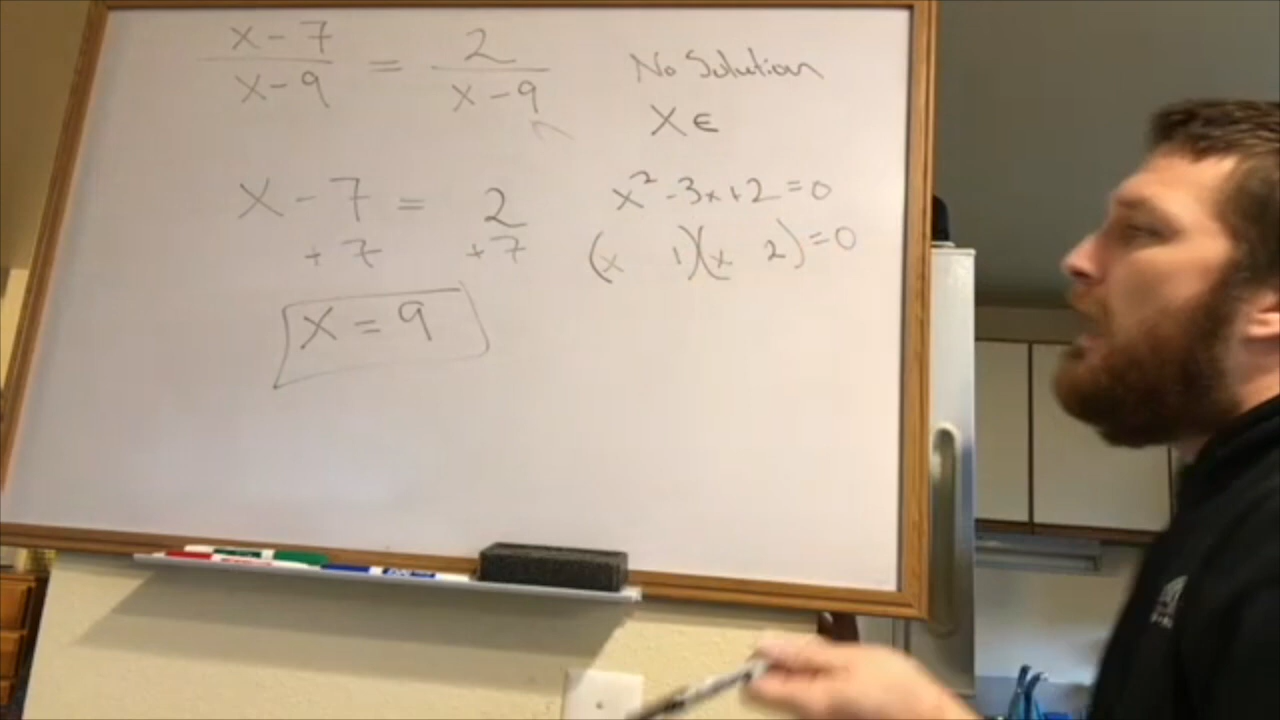 x - 7 / x - 9 = 2 / x - 9
x - 7 = 2
+ 7 + 7
x = 9
No Solution
X ∈
x² - 3x + 2 = 0
(x 1)(x 2) = 0